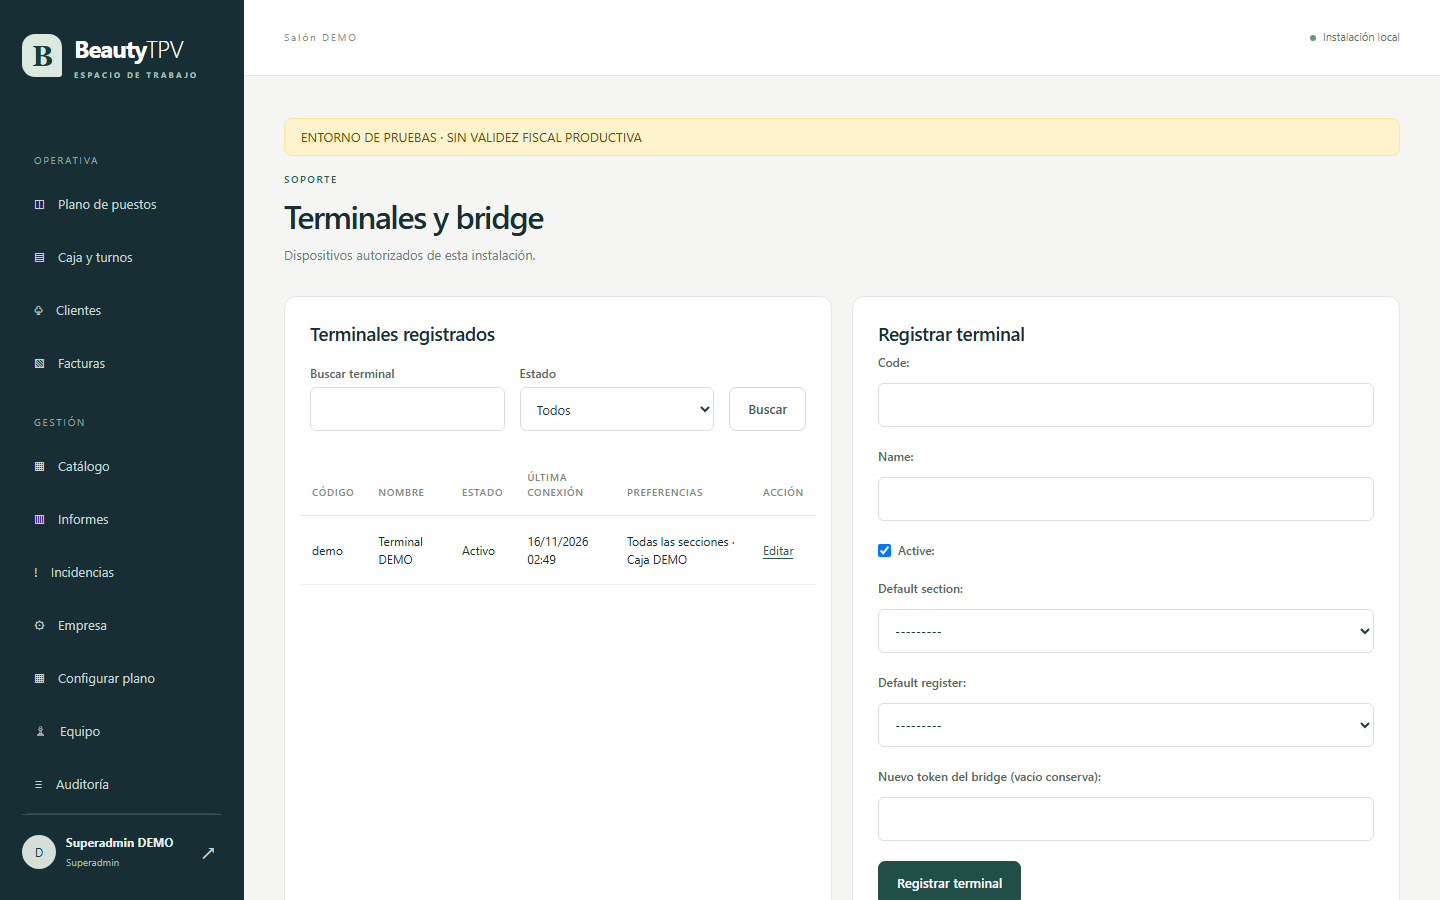 B
BeautyTPV
ESPACIO DE TRABAJO
OPERATIVA
Plano de puestos
Caja y turnos
Clientes
Facturas
GESTIÓN
Catálogo
Informes
! Incidencias
Empresa
Configurar plano
Equipo
Auditoría
D
Superadmin DEMO
Superadmin
Salón DEMO
Instalación local
ENTORNO DE PRUEBAS · SIN VALIDEZ FISCAL PRODUCTIVA
SOPORTE
Terminales y bridge
Dispositivos autorizados de esta instalación.
Terminales registrados
Buscar terminal
Estado
Todos
Buscar
CÓDIGO NOMBRE ESTADO ÚLTIMA CONEXIÓN PREFERENCIAS ACCIÓN
demo Terminal DEMO Activo 16/11/2026 02:49 Todas las secciones · Caja DEMO Editar
Registrar terminal
Code:
Name:
Active:
Default section:
---------
Default register:
---------
Nuevo token del bridge (vacío conserva):
Registrar terminal